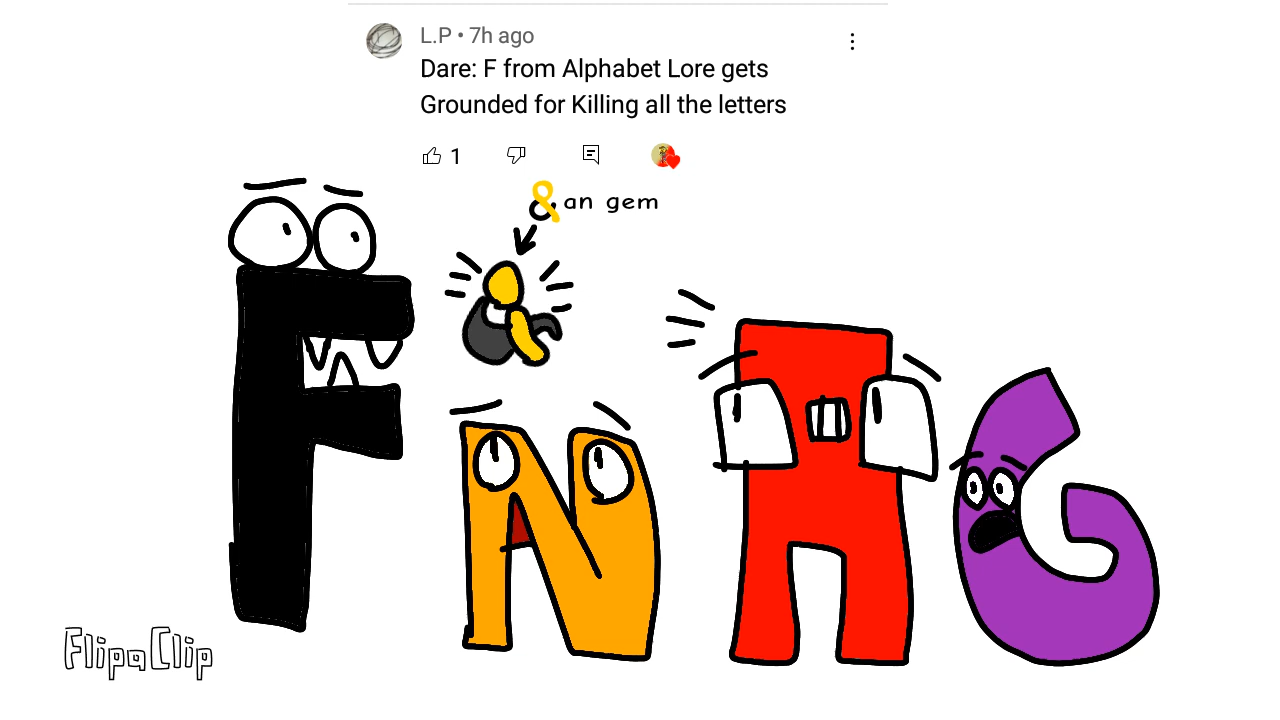 L.P • 7h ago
Dare: F from Alphabet Lore gets
Grounded for Killing all the letters
1
& an gem
F N A G
FlipaClip